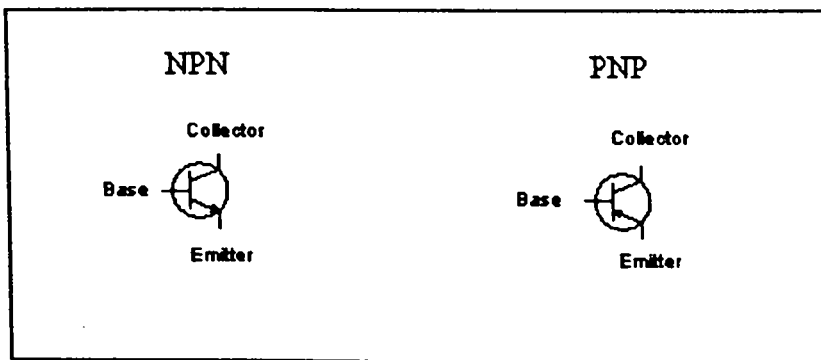 NPN
Collector
Base
Emitter
PNP
Collector
Base
Emitter